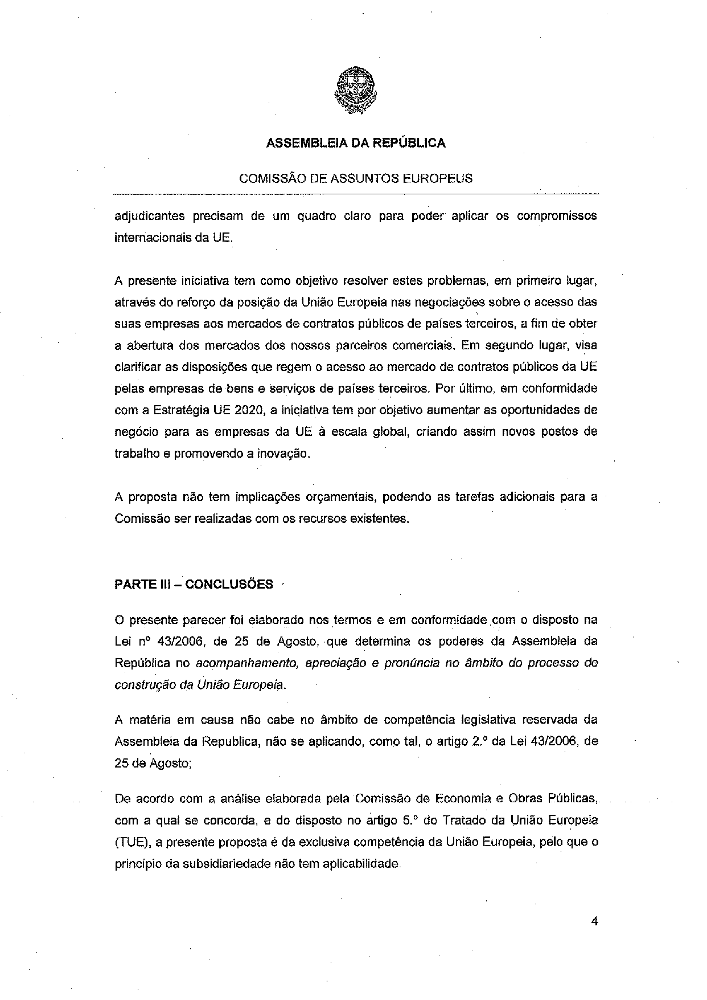 ASSEMBLEIA DA REPÚBLICA
COMISSÃO DE ASSUNTOS EUROPEUS
adjudicantes precisam de um quadro claro para poder aplicar os compromissos
internacionais da UE.
A presente iniciativa tem como objetivo resolver estes problemas, em primeiro lugar,
através do reforço da posição da União Europeia nas negociações sobre o acesso das
suas empresas aos mercados de contratos públicos de países terceiros, a fim de obter
a abertura dos mercados dos nossos parceiros comerciais. Em segundo lugar, visa
clarificar as disposições que regem o acesso ao mercado de contratos públicos da UE
pelas empresas de bens e serviços de países terceiros. Por último, em conformidade
com a Estratégia UE 2020, a iniciativa tem por objetivo aumentar as oportunidades de
negócio para as empresas da UE à escala global, criando assim novos postos de
trabalho e promovendo a inovação.
A proposta não tem implicações orçamentais, podendo as tarefas adicionais para a
Comissão ser realizadas com os recursos existentes.
PARTE III – CONCLUSÕES
O presente parecer foi elaborado nos termos e em conformidade com o disposto na
Lei nº 43/2006, de 25 de Agosto, que determina os poderes da Assembleia da
República no acompanhamento, apreciação e pronúncia no âmbito do processo de
construção da União Europeia.
A matéria em causa não cabe no âmbito de competência legislativa reservada da
Assembleia da Republica, não se aplicando, como tal, o artigo 2.º da Lei 43/2006, de
25 de Agosto;
De acordo com a análise elaborada pela Comissão de Economia e Obras Públicas,
com a qual se concorda, e do disposto no artigo 5.º do Tratado da União Europeia
(TUE), a presente proposta é da exclusiva competência da União Europeia, pelo que o
princípio da subsidiariedade não tem aplicabilidade.
4